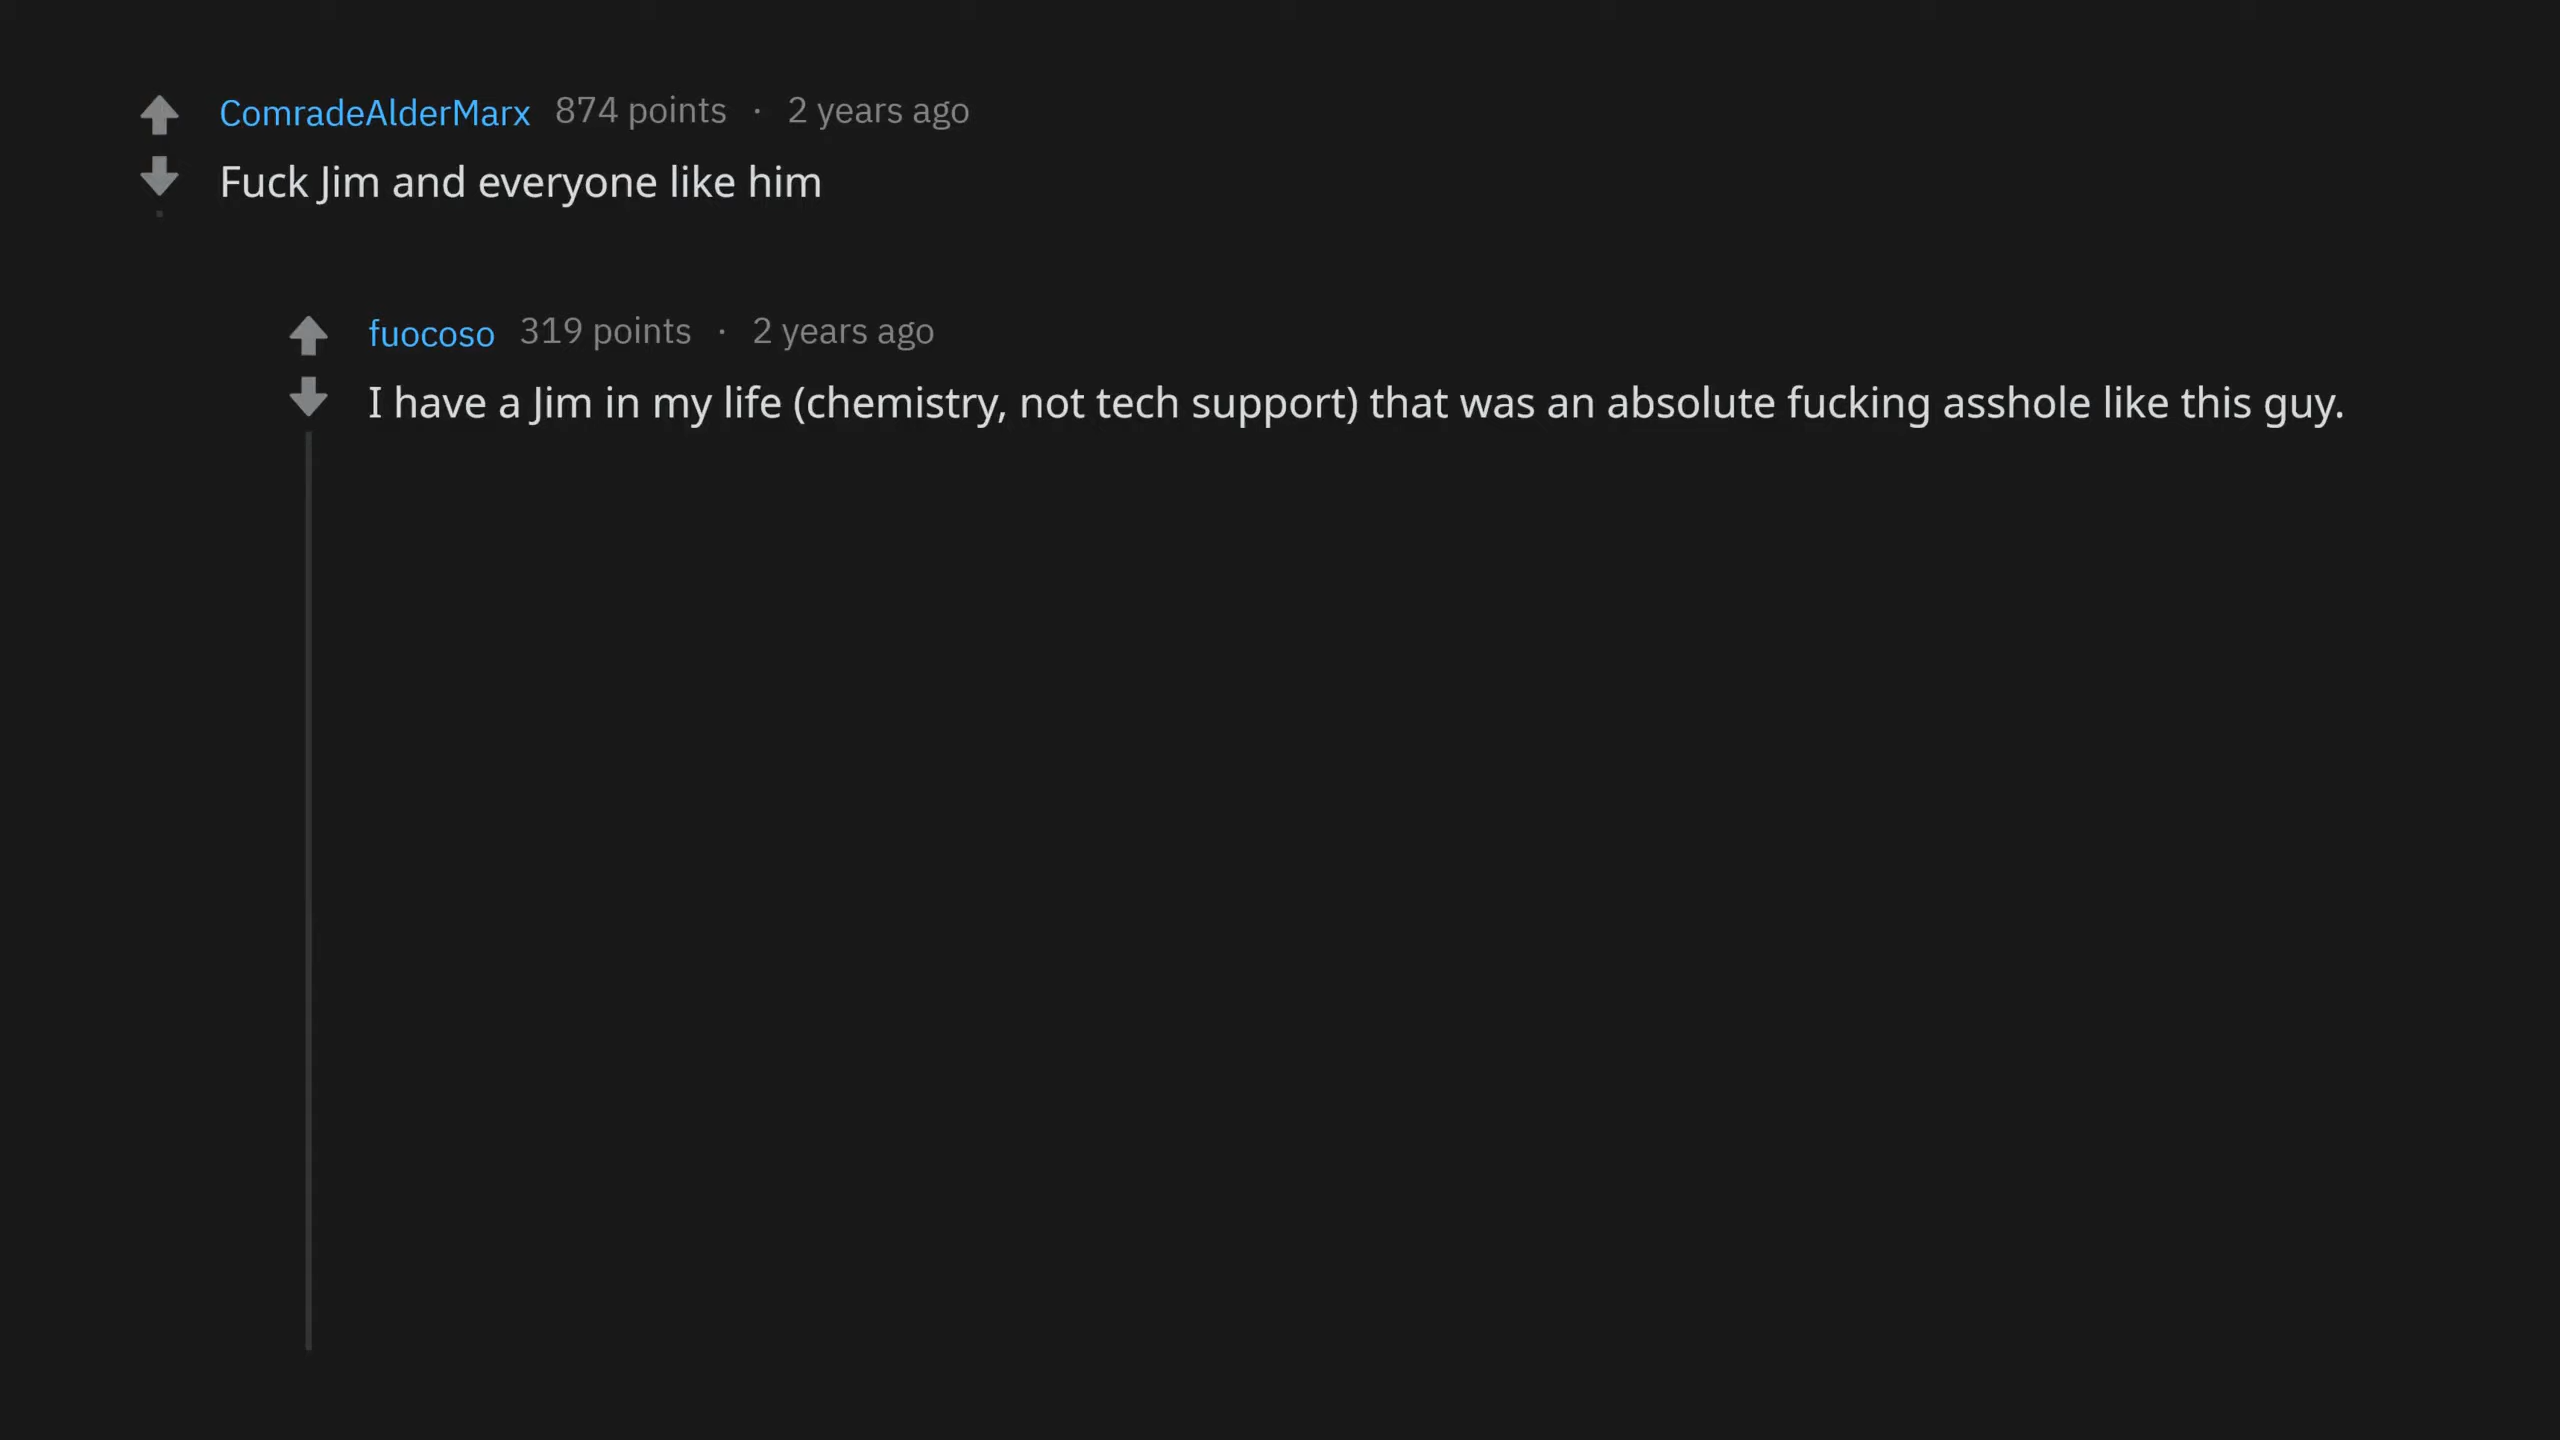 ComradeAlderMarx 874 points · 2 years ago
Fuck Jim and everyone like him
fuocoso 319 points · 2 years ago
I have a Jim in my life (chemistry, not tech support) that was an absolute fucking asshole like this guy.